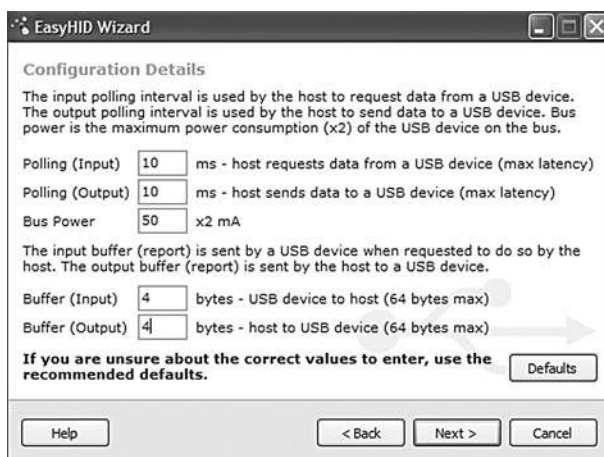 EasyHID Wizard
Configuration Details
The input polling interval is used by the host to request data from a USB device.
The output polling interval is used by the host to send data to a USB device. Bus
power is the maximum power consumption (x2) of the USB device on the bus.
Polling (Input) 10 ms - host requests data from a USB device (max latency)
Polling (Output) 10 ms - host sends data to a USB device (max latency)
Bus Power 50 x2 mA
The input buffer (report) is sent by a USB device when requested to do so by the
host. The output buffer (report) is sent by the host to a USB device.
Buffer (Input) 4 bytes - USB device to host (64 bytes max)
Buffer (Output) 4 bytes - host to USB device (64 bytes max)
If you are unsure about the correct values to enter, use the
recommended defaults.
Defaults
Help < Back Next > Cancel